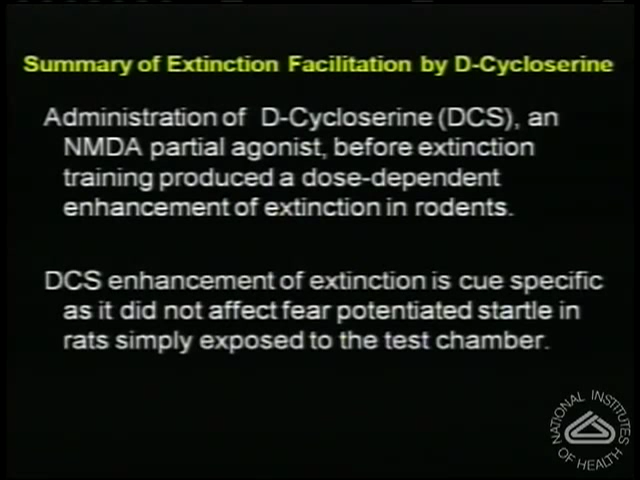 Summary of Extinction Facilitation by D-Cycloserine
Administration of D-Cycloserine (DCS), an
NMDA partial agonist, before extinction
training produced a dose-dependent
enhancement of extinction in rodents.
DCS enhancement of extinction is cue specific
as it did not affect fear potentiated startle in
rats simply exposed to the test chamber.
NATIONAL INSTITUTES
OF HEALTH